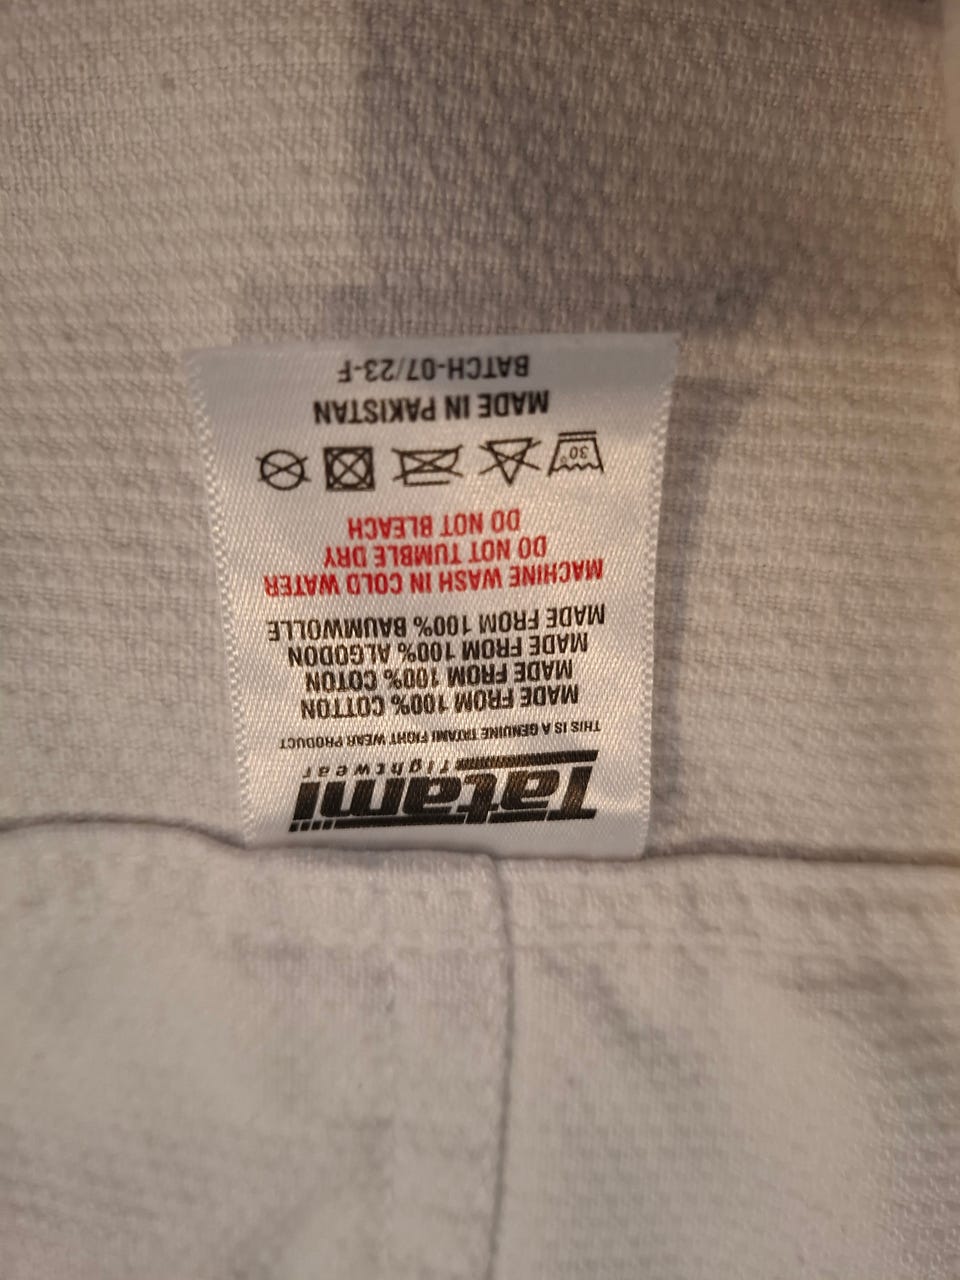 Tatami
fightwear
THIS IS A GENUINE TATAMI FIGHT WEAR PRODUCT
MADE FROM 100% COTTON
MADE FROM 100% COTON
MADE FROM 100% ALGODON
MADE FROM 100% BAUMWOLLE
MACHINE WASH IN COLD WATER
DO NOT TUMBLE DRY
DO NOT BLEACH
30°
MADE IN PAKISTAN
BATCH-07/23-F